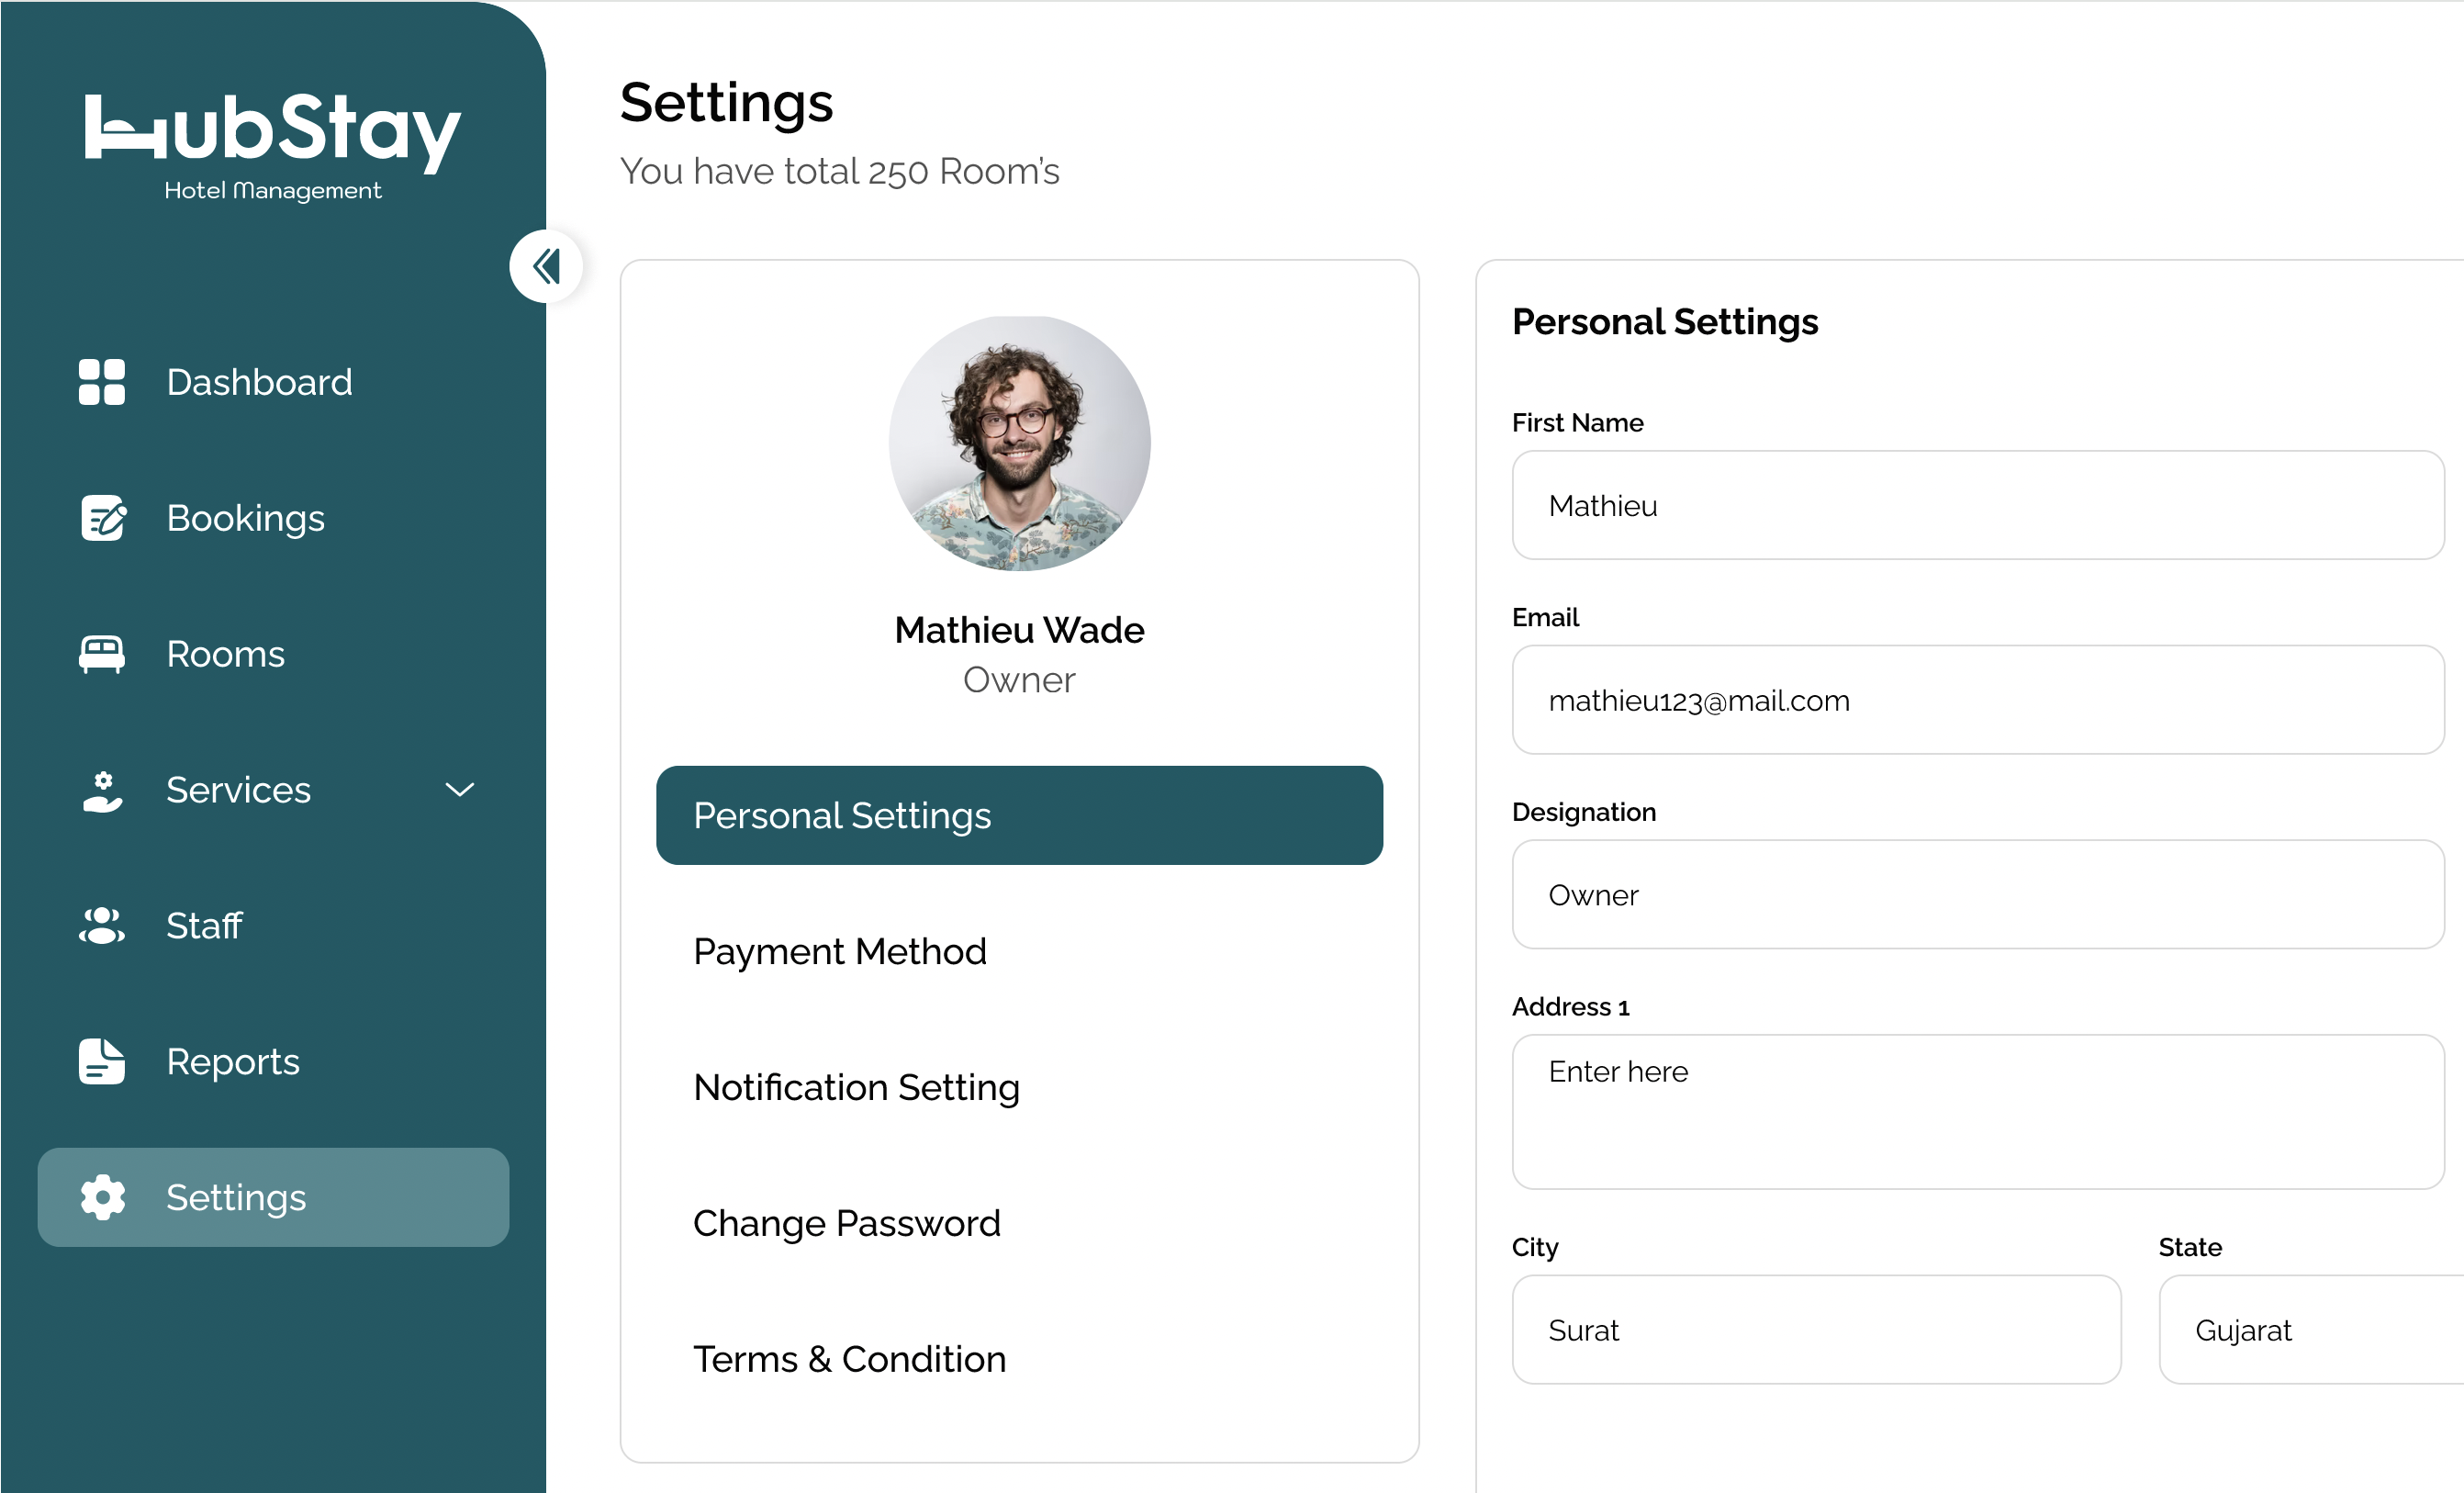 HubStay
Hotel Management
Dashboard
Bookings
Rooms
Services
Staff
Reports
Settings
Settings
You have total 250 Room’s
Mathieu Wade
Owner
Personal Settings
Payment Method
Notification Setting
Change Password
Terms & Condition
Personal Settings
First Name
Mathieu
Email
mathieu123@mail.com
Designation
Owner
Address 1
Enter here
City
State
Surat
Gujarat